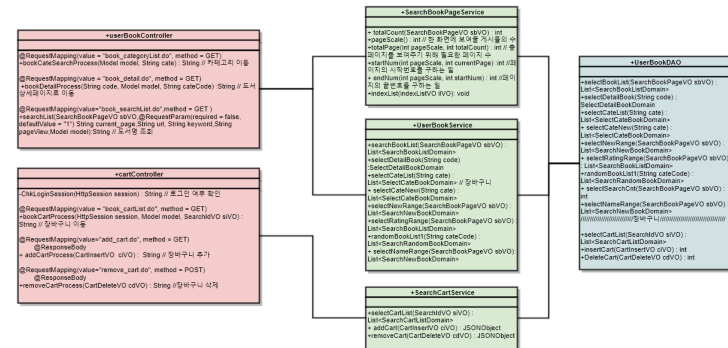 +userBookController
@RequestMapping(value = "book_categoryList.do", method = GET)
+bookCateSearchProcess(Model model, String cate) : String // 카테고리 이동
@RequestMapping(value = "book_detail.do", method = GET)
+bookDetailProcess(String code, Model model, String cateCode) :String // 도서
상세페이지로 이동
@RequestMapping(value="book_searchList.do",method = GET )
+searchList(SearchBookPageVO sbVO,@RequestParam(required = false,
defaultValue = "1") String current_page,String url, String keyword,String
pageView,Model model):String // 도서명 조회
+cartController
-ChkLoginSession(HttpSession session) : String // 로그인 여부 확인
@RequestMapping(value = "book_cartList.do", method = GET)
+bookCartProcess(HttpSession session, Model model, SearchIdVO siVO) :
String // 장바구니 이동
@RequestMapping(value="add_cart.do", method = GET)
@ResponseBody
+ addCartProcess(CartInsertVO ciVO) : String // 장바구니 추가
@RequestMapping(value="remove_cart.do", method = POST)
@ResponseBody
+removeCartProcess(CartDeleteVO cdVO) : String //장바구니 삭제
+SearchBookPageService
+ totalCount(SearchBookPageVO sbVO) : int
+pageScale() : int // 한 화면에 보여줄 게시물의 수
+totalPage(int pageScale, int totalCount) : int // 총
페이지를 보여주기 위해 필요한 페이지 수
+startNum(int pageScale, int currentPage) :int //페
이지의 시작번호를 구하는 일
+ endNum(int pageScale, int startNum) : int //페이
지의 끝번호를 구하는 일
+indexList(indexListVO ilVO): void
+UserBookService
+searchBookList(SearchBookPageVO sbVO) :
List<SearchBookListDomain>
+selectDetailBook(String code)
:SelectDetailBookDomain
+selectCateList(String cate) :
List<SelectCateBookDomain> // 장바구니
+ selectCateNew(String cate) :
List<SelectCateBookDomain>
+selectNewRange(SearchBookPageVO sbVO) :
List<SearchNewBookDomain>
+selectRatingRange(SearchBookPageVO sbVO) :
List<SearchBookListDomain>
+randomBookList1(String cateCode) :
List<SearchRandomBookDomain>
+ selectNameRange(SearchBookPageVO sbVO):
List<SearchNewBookDomain>
+SearchCartService
+selectCartList(SearchIdVO siVO) :
List<SearchCartListDomain>
+ addCart(CartInsertVO ciVO) : JSONObject
+removeCart(CartDeleteVO cdVO) : JSONObject
+UserBookDAO
+selectBookList(SearchBookPageVO sbVO) :
List<SearchBookListDomain>
+selectDetailBook(String code) :
SelectDetailBookDomain
+selectCateList(String cate) :
List<SelectCateBookDomain>
+ selectCateNew(String cate) :
List<SelectCateBookDomain>
+selectNewRange(SearchBookPageVO sbVO) :
List<SearchNewBookDomain>
+ selectRatingRange(SearchBookPageVO sbVO)
: List<SearchBookListDomain>
+randomBookList1(String cateCode) :
List<SearchRandomBookDomain>
+ selectSearchCnt(SearchBookPageVO sbVO) :
int
+selectNameRange(SearchBookPageVO sbVO) :
List<SearchNewBookDomain>
//////////////////////////장바구니//////////////////////////////////
+selectCartList(SearchIdVO siVO) :
List<SearchCartListDomain>
+insertCart(CartInsertVO ciVO) : int
+DeleteCart(CartDeleteVO cdVO) : int